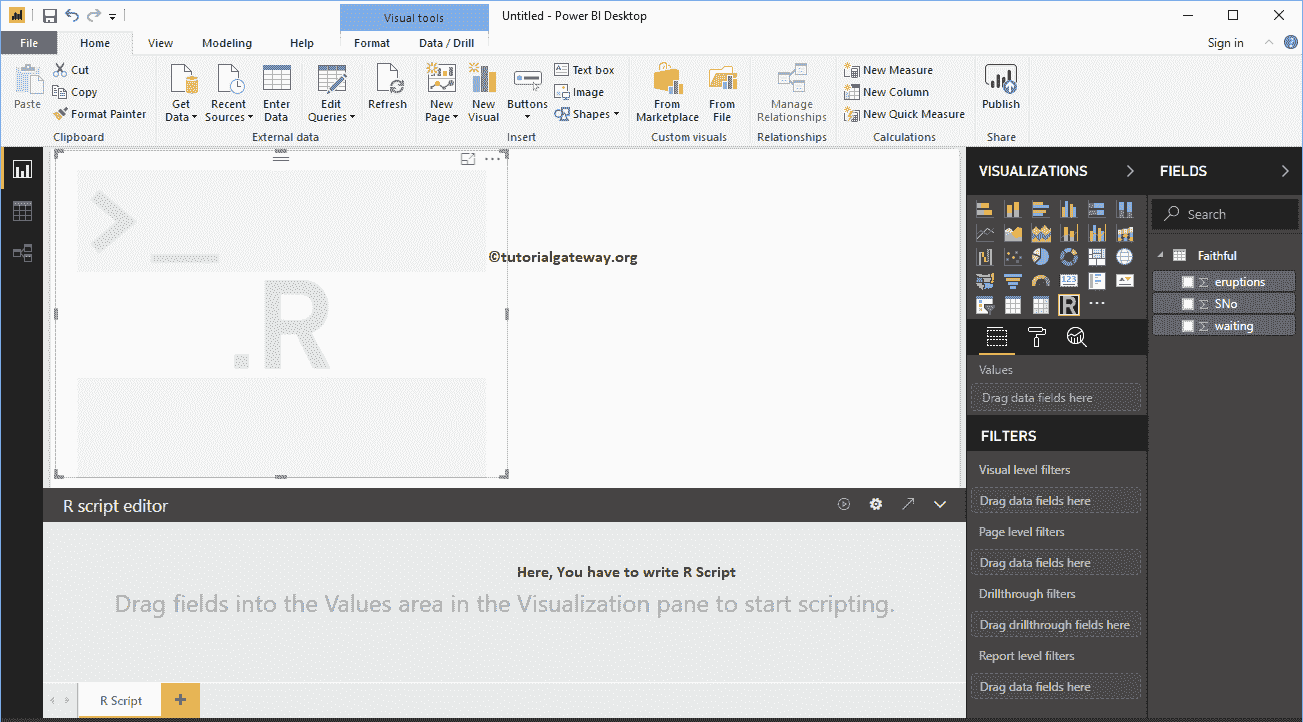 Visual tools
Untitled - Power BI Desktop
File Home View Modeling Help Format Data / Drill Sign in
Paste
Cut
Copy
Format Painter
Clipboard
Get Data
Recent Sources
Enter Data
Edit Queries
External data
Refresh
New Page
New Visual
Buttons
Text box
Image
Shapes
Insert
From Marketplace
From File
Custom visuals
Manage Relationships
Relationships
New Measure
New Column
New Quick Measure
Calculations
Publish
Share
>_
.R
©tutorialgateway.org
R script editor
Here, You have to write R Script
Drag fields into the Values area in the Visualization pane to start scripting.
R Script +
VISUALIZATIONS
123
R
Values
Drag data fields here
FILTERS
Visual level filters
Drag data fields here
Page level filters
Drag data fields here
Drillthrough filters
Drag drillthrough fields here
Report level filters
Drag data fields here
FIELDS
Search
Faithful
Σ eruptions
Σ SNo
Σ waiting